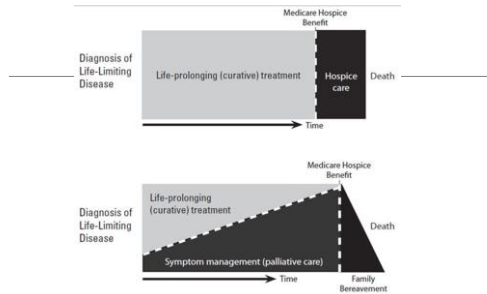 Medicare Hospice
Benefit
Diagnosis of
Life-Limiting
Disease
Life-prolonging (curative) treatment
Hospice
care
Death
Time
Medicare Hospice
Benefit
Life-prolonging
(curative) treatment
Diagnosis of
Life-Limiting
Disease
Death
Symptom management (palliative care)
Time
Family
Bereavement